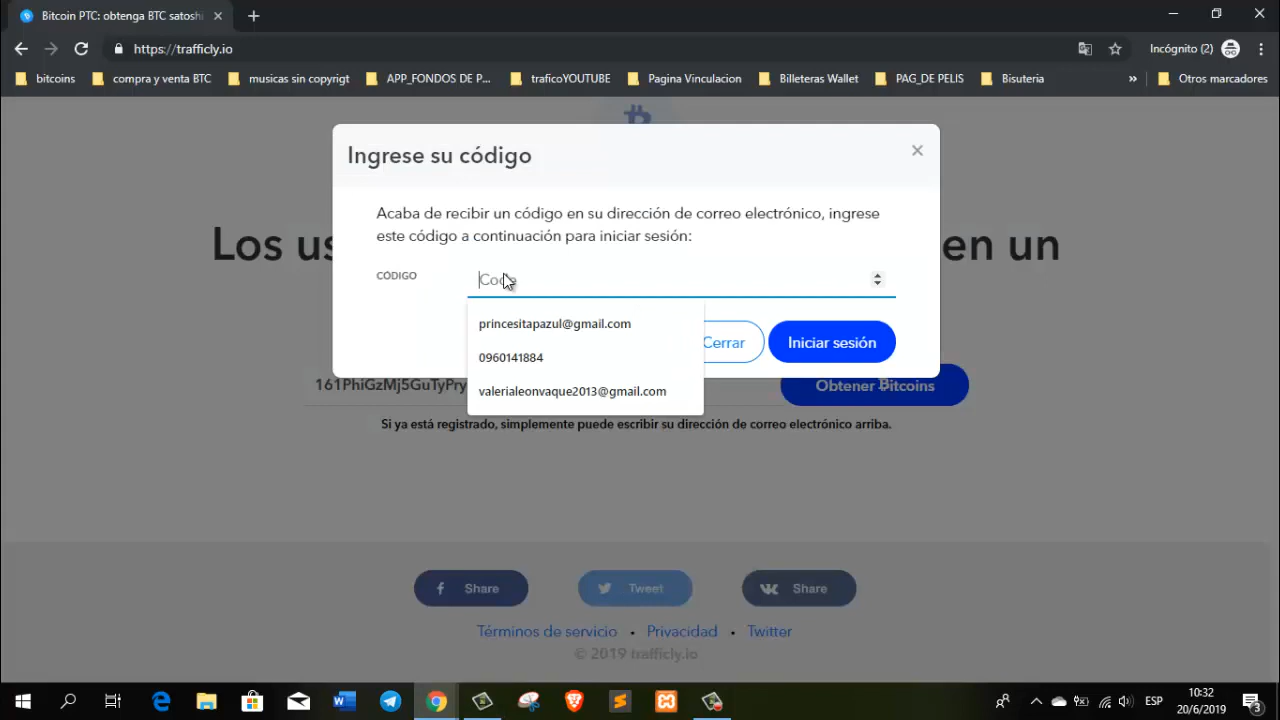 Bitcoin PTC: obtenga BTC satoshi
https://trafficly.io
Incógnito (2)
bitcoins
compra y venta BTC
musicas sin copyrigt
APP_FONDOS DE P...
traficoYOUTUBE
Pagina Vinculacion
Billeteras Wallet
PAG_DE PELIS
Bisuteria
»
Otros marcadores
Ingrese su código
Acaba de recibir un código en su dirección de correo electrónico, ingrese
este código a continuación para iniciar sesión:
Los us
en un
CÓDIGO
Code
princesitapazul@gmail.com
0960141884
valerialeonvaque2013@gmail.com
Cerrar
Iniciar sesión
161PhiGzMj5GuTyPry
Obtener Bitcoins
Si ya está registrado, simplemente puede escribir su dirección de correo electrónico arriba.
Share
Tweet
Share
Términos de servicio • Privacidad • Twitter
© 2019 trafficly.io
ESP
10:32
20/6/2019
3